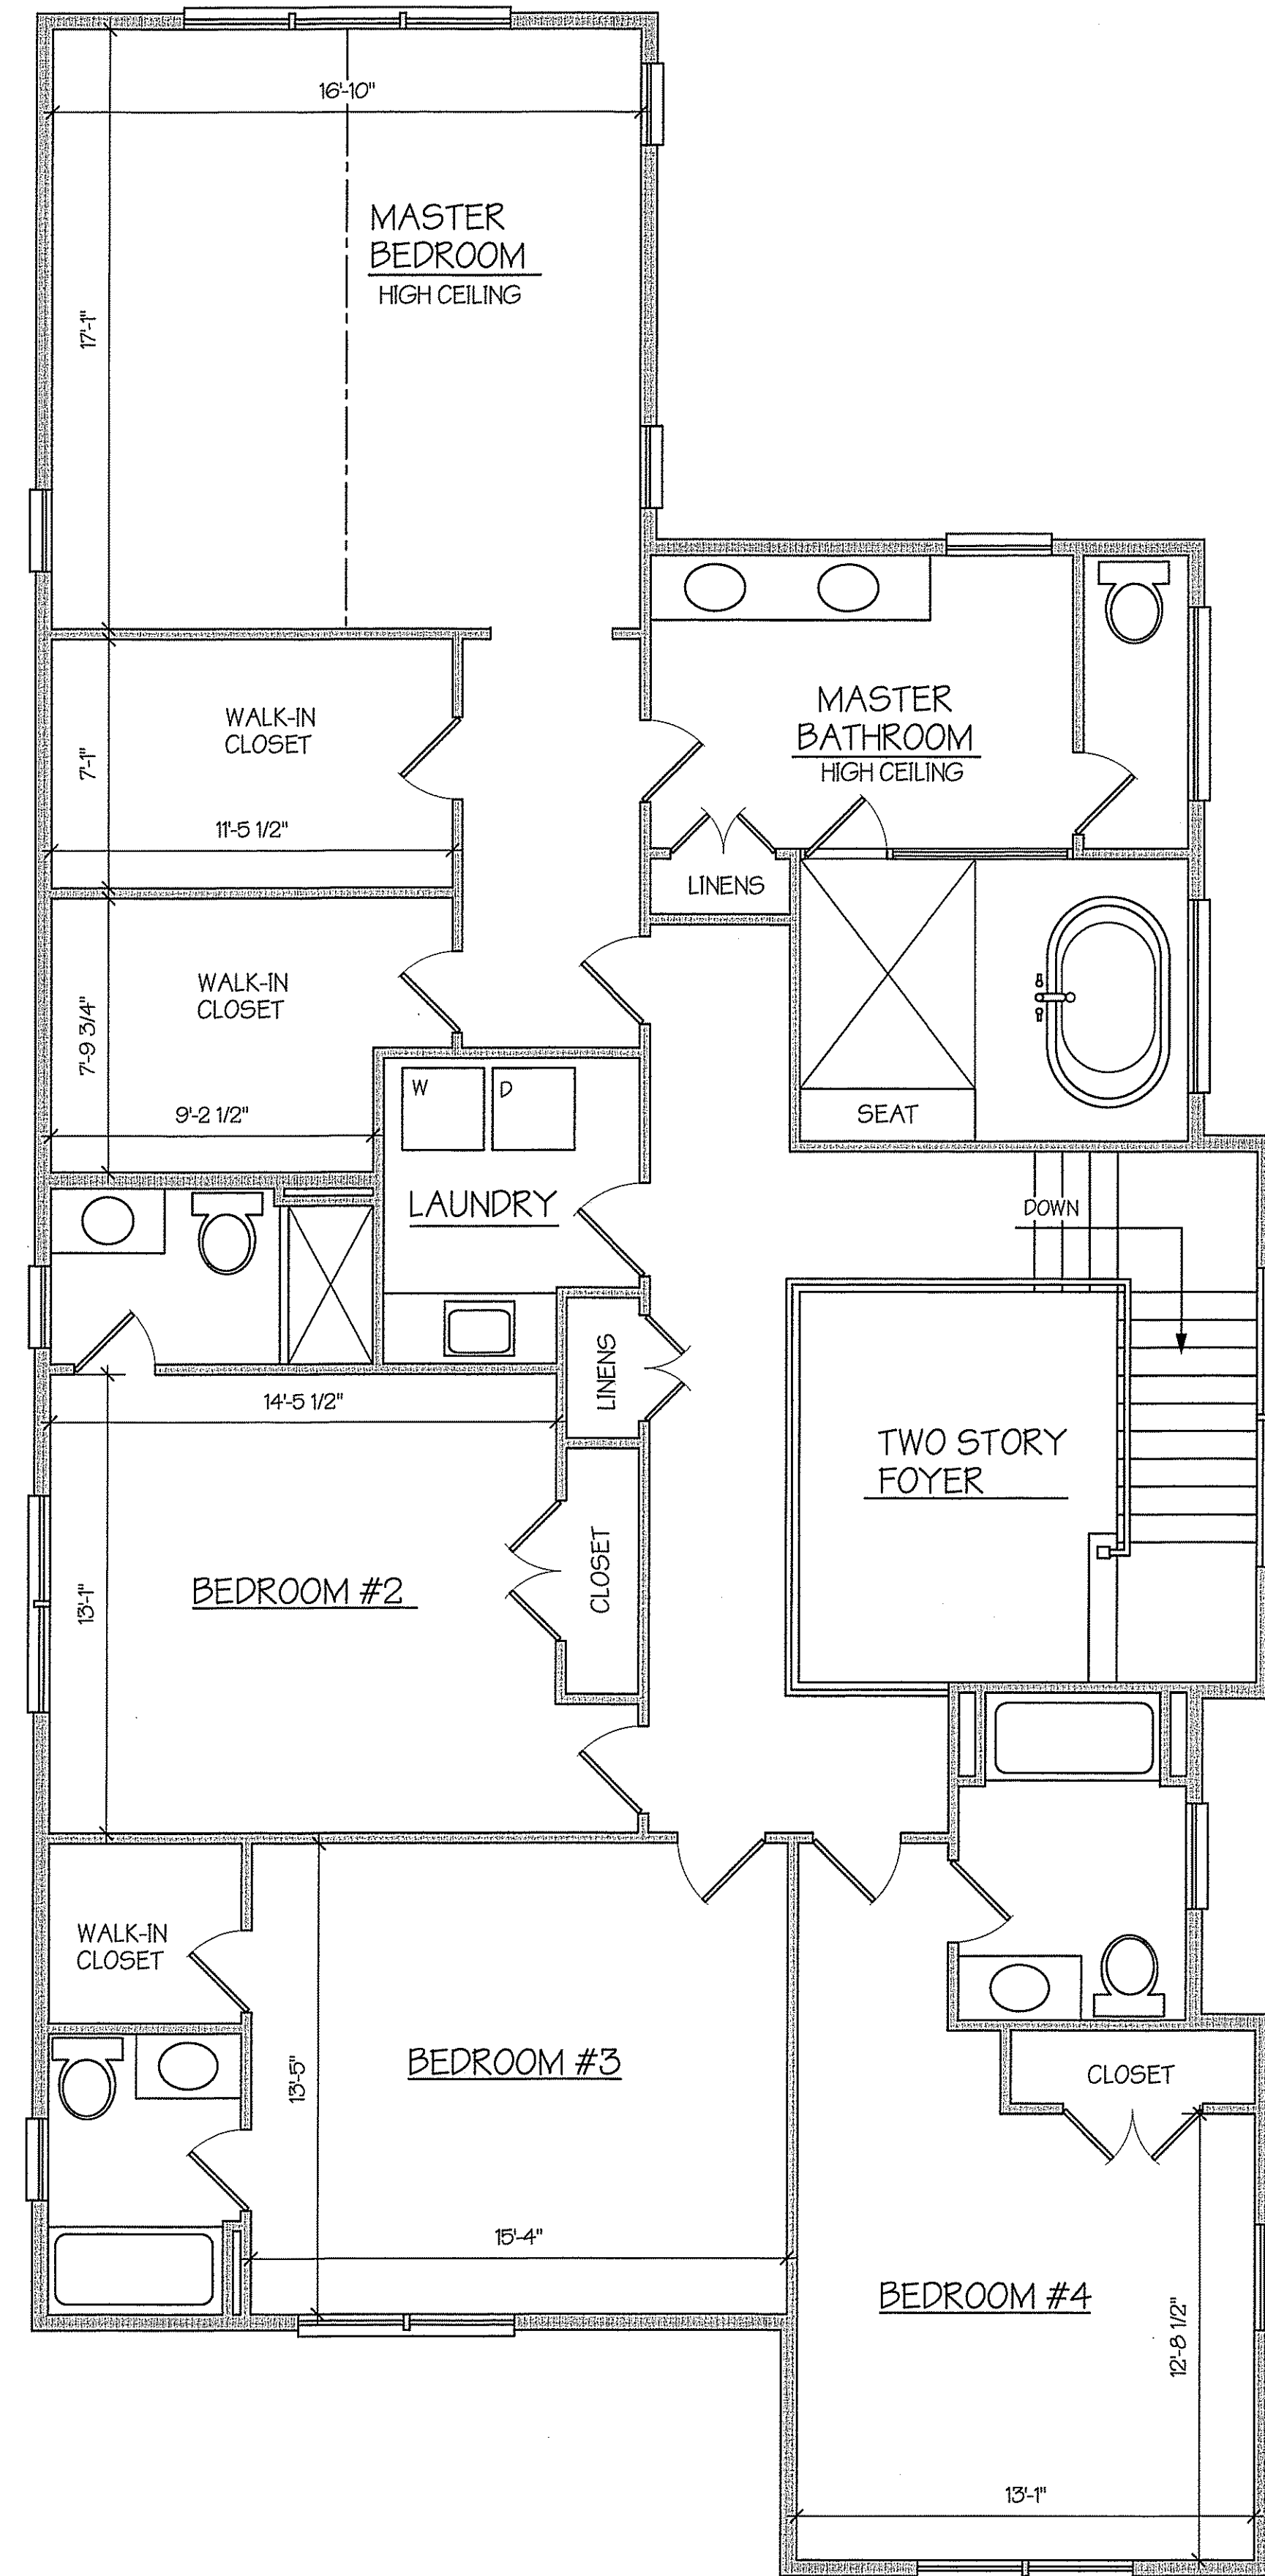 16'-10"
MASTER
BEDROOM
HIGH CEILING
17'-1"
WALK-IN
CLOSET
7'-1"
11'-5 1/2"
MASTER
BATHROOM
HIGH CEILING
LINENS
WALK-IN
CLOSET
7'-9 3/4"
9'-2 1/2"
W
D
SEAT
LAUNDRY
DOWN
LINENS
14'-5 1/2"
TWO STORY
FOYER
CLOSET
BEDROOM #2
13'-1"
WALK-IN
CLOSET
BEDROOM #3
13'-5"
15'-4"
CLOSET
BEDROOM #4
12'-8 1/2"
13'-1"